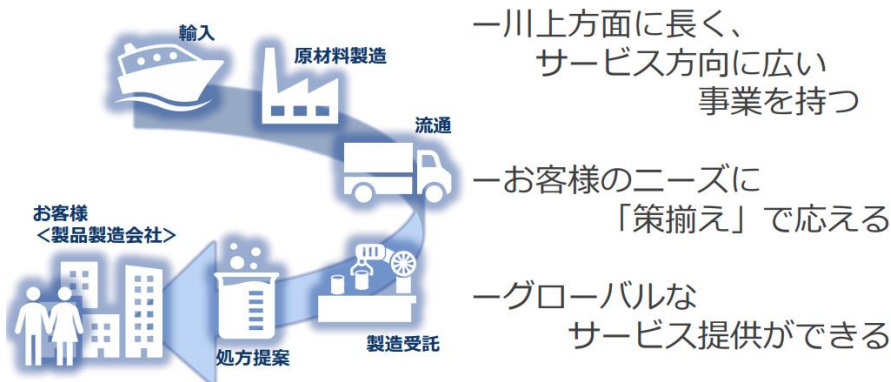 輸入
原材料製造
流通
お客様
<製品製造会社>
処方提案
製造受託
ー川上方面に長く、
サービス方向に広い
事業を持つ
ーお客様のニーズに
「策揃え」で応える
ーグローバルな
サービス提供ができる